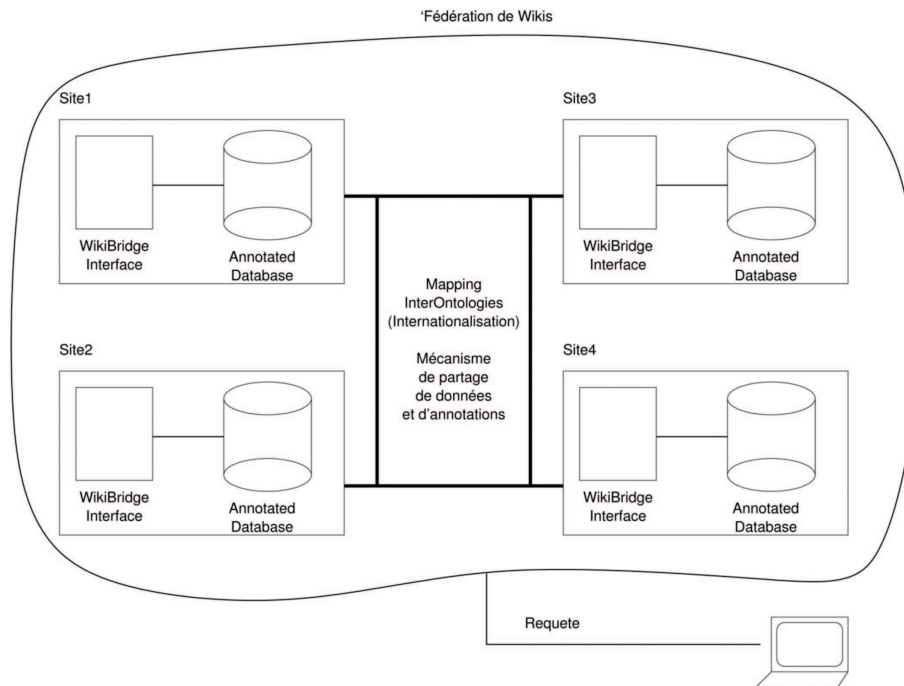 ‘Fédération de Wikis
Site1
WikiBridge
Interface
Annotated
Database
Site3
WikiBridge
Interface
Annotated
Database
Mapping
InterOntologies
(Internationalisation)
Mécanisme
de partage
de données
et d’annotations
Site2
WikiBridge
Interface
Annotated
Database
Site4
WikiBridge
Interface
Annotated
Database
Requete